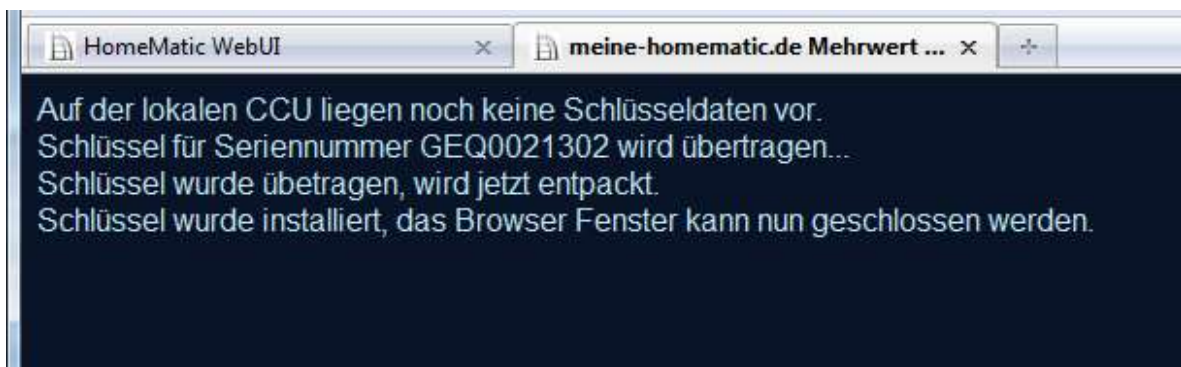 HomeMatic WebUI
meine-homematic.de Mehrwert ...
Auf der lokalen CCU liegen noch keine Schlüsseldaten vor.
Schlüssel für Seriennummer GEQ0021302 wird übertragen...
Schlüssel wurde übetragen, wird jetzt entpackt.
Schlüssel wurde installiert, das Browser Fenster kann nun geschlossen werden.